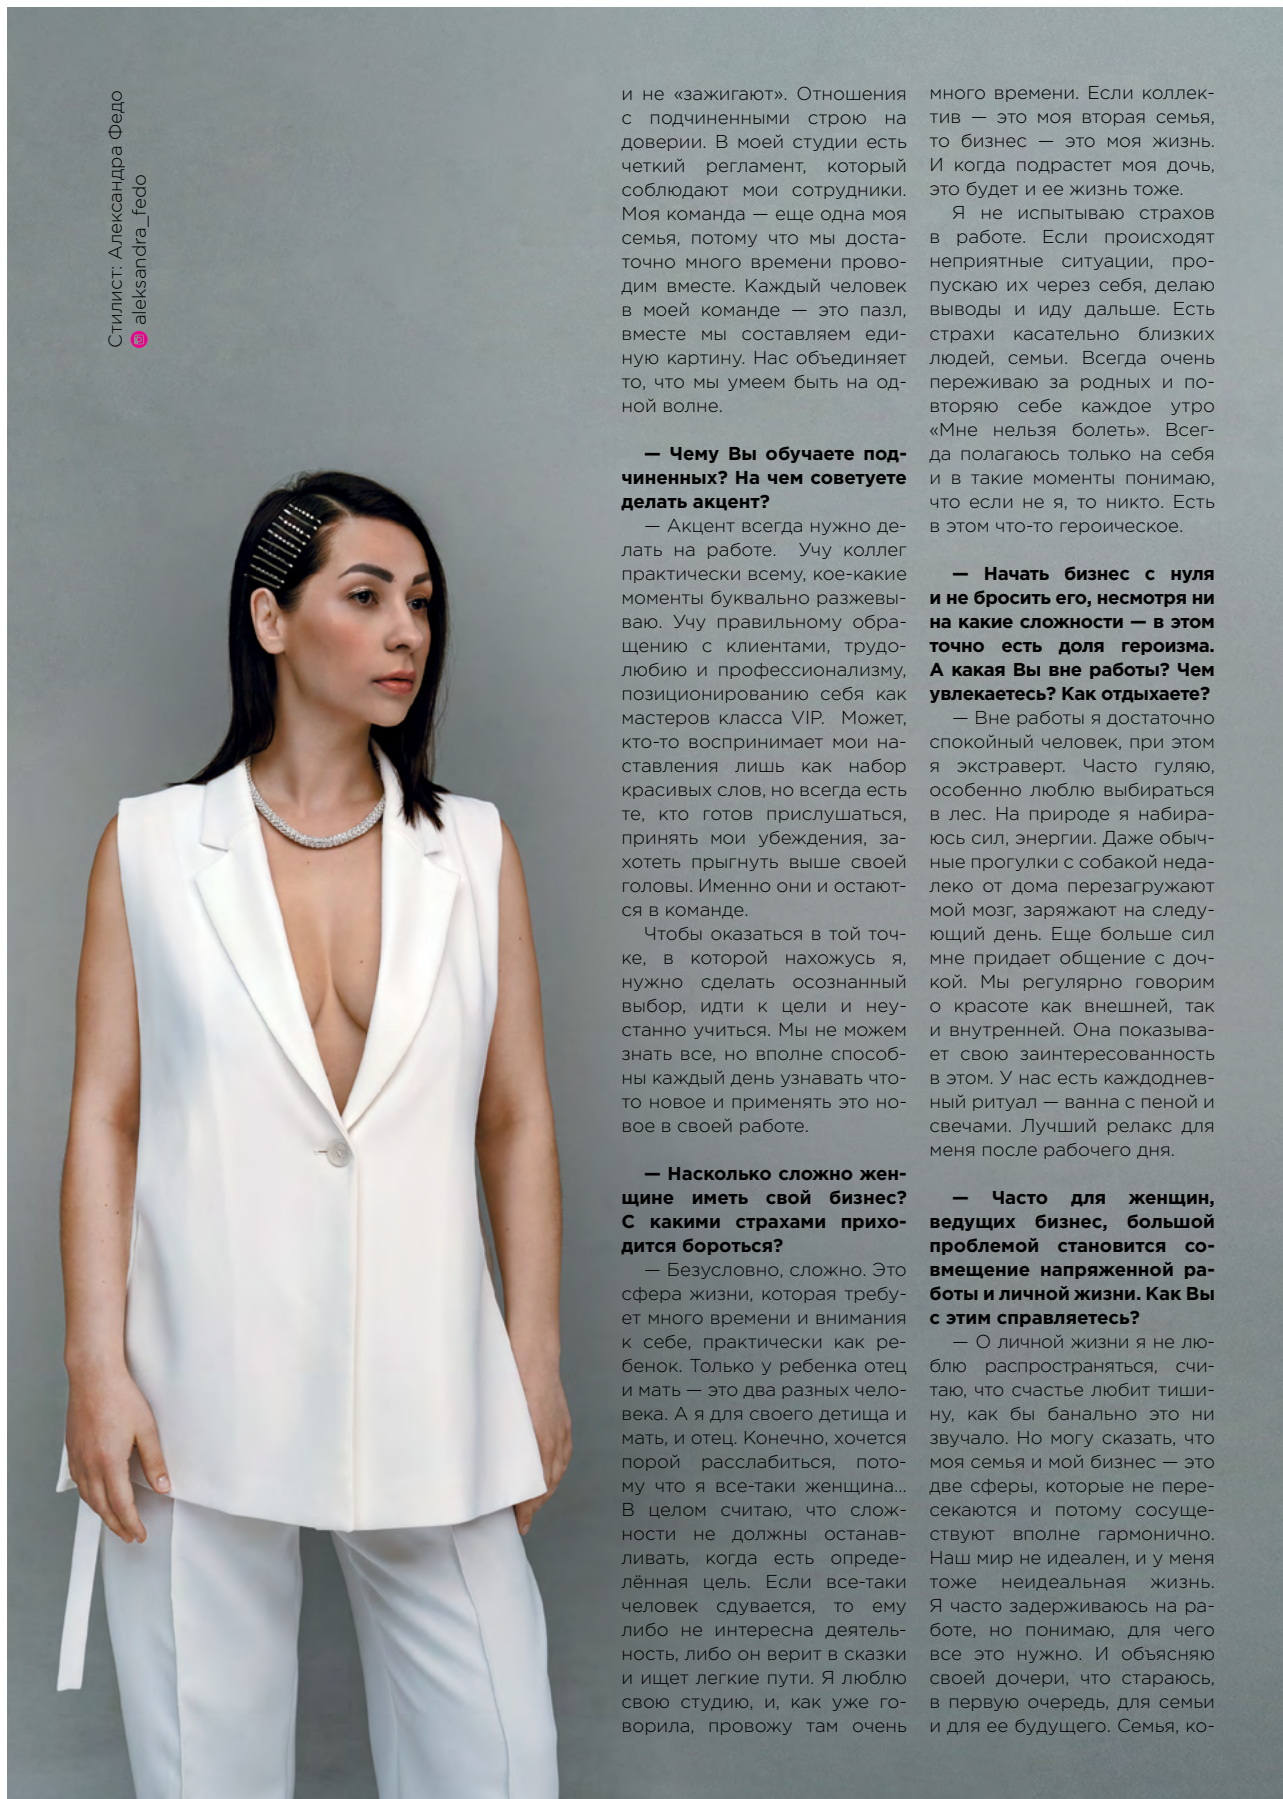 Стилист: Александра Федо
aleksandra_fedo
и не «зажигают». Отношения
с подчиненными строю на
доверии. В моей студии есть
четкий регламент, который
соблюдают мои сотрудники.
Моя команда — еще одна моя
семья, потому что мы доста-
точно много времени прово-
дим вместе. Каждый человек
в моей команде — это пазл,
вместе мы составляем еди-
ную картину. Нас объединяет
то, что мы умеем быть на од-
ной волне.
— Чему Вы обучаете под-
чиненных? На чем советуете
делать акцент?
— Акцент всегда нужно де-
лать на работе. Учу коллег
практически всему, кое-какие
моменты буквально разжевы-
ваю. Учу правильному обра-
щению с клиентами, трудо-
любию и профессионализму,
позиционированию себя как
мастеров класса VIP. Может,
кто-то воспринимает мои на-
ставления лишь как набор
красивых слов, но всегда есть
те, кто готов прислушаться,
принять мои убеждения, за-
хотеть прыгнуть выше своей
головы. Именно они и остают-
ся в команде.
Чтобы оказаться в той точ-
ке, в которой нахожусь я,
нужно сделать осознанный
выбор, идти к цели и неу-
станно учиться. Мы не можем
знать все, но вполне способ-
ны каждый день узнавать что-
то новое и применять это но-
вое в своей работе.
— Насколько сложно жен-
щине иметь свой бизнес?
С какими страхами прихо-
дится бороться?
— Безусловно, сложно. Это
сфера жизни, которая требу-
ет много времени и внимания
к себе, практически как ре-
бенок. Только у ребенка отец
и мать — это два разных чело-
века. А я для своего детища и
мать, и отец. Конечно, хочется
порой расслабиться, пото-
му что я все-таки женщина...
В целом считаю, что слож-
ности не должны останав-
ливать, когда есть опреде-
лённая цель. Если все-таки
человек сдувается, то ему
либо не интересна деятель-
ность, либо он верит в сказки
и ищет легкие пути. Я люблю
свою студию, и, как уже го-
ворила, провожу там очень
много времени. Если коллек-
тив — это моя вторая семья,
то бизнес — это моя жизнь.
И когда подрастет моя дочь,
это будет и ее жизнь тоже.
Я не испытываю страхов
в работе. Если происходят
неприятные ситуации, про-
пускаю их через себя, делаю
выводы и иду дальше. Есть
страхи касательно близких
людей, семьи. Всегда очень
переживаю за родных и по-
вторяю себе каждое утро
«Мне нельзя болеть». Всег-
да полагаюсь только на себя
и в такие моменты понимаю,
что если не я, то никто. Есть
в этом что-то героическое.
— Начать бизнес с нуля
и не бросить его, несмотря ни
на какие сложности — в этом
точно есть доля героизма.
А какая Вы вне работы? Чем
увлекаетесь? Как отдыхаете?
— Вне работы я достаточно
спокойный человек, при этом
я экстраверт. Часто гуляю,
особенно люблю выбираться
в лес. На природе я набира-
юсь сил, энергии. Даже обыч-
ные прогулки с собакой неда-
леко от дома перезагружают
мой мозг, заряжают на следу-
ющий день. Еще больше сил
мне придает общение с доч-
кой. Мы регулярно говорим
о красоте как внешней, так
и внутренней. Она показыва-
ет свою заинтересованность
в этом. У нас есть каждоднев-
ный ритуал — ванна с пеной и
свечами. Лучший релакс для
меня после рабочего дня.
— Часто для женщин,
ведущих бизнес, большой
проблемой становится со-
вмещение напряженной ра-
боты и личной жизни. Как Вы
с этим справляетесь?
— О личной жизни я не лю-
блю распространяться, счи-
таю, что счастье любит тиши-
ну, как бы банально это ни
звучало. Но могу сказать, что
моя семья и мой бизнес — это
две сферы, которые не пере-
секаются и потому сосуще-
ствуют вполне гармонично.
Наш мир не идеален, и у меня
тоже неидеальная жизнь.
Я часто задерживаюсь на ра-
боте, но понимаю, для чего
все это нужно. И объясняю
своей дочери, что стараюсь,
в первую очередь, для семьи
и для ее будущего. Семья, ко-